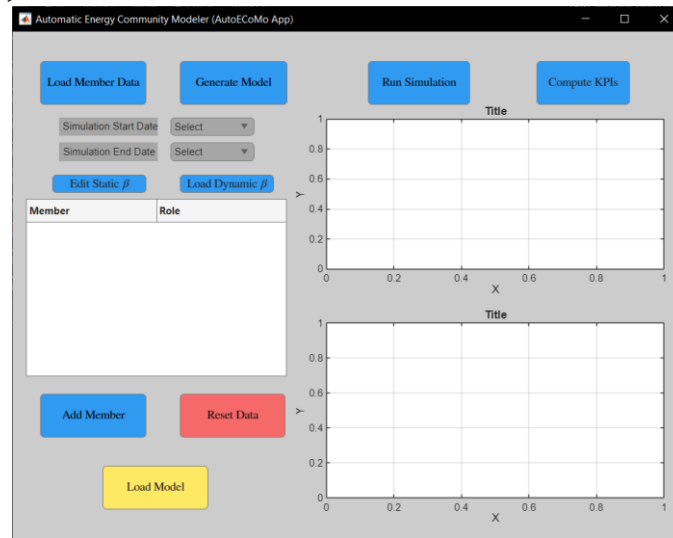 Automatic Energy Community Modeler (AutoECoMo App)
Load Member Data
Generate Model
Run Simulation
Compute KPIs
Simulation Start Date
Select
Simulation End Date
Select
Edit Static β
Load Dynamic β
Member
Role
Add Member
Reset Data
Load Model
Title
1
0.8
0.6
0.4
0.2
0
Y
0
0.2
0.4
0.6
0.8
1
X
Title
1
0.8
0.6
0.4
0.2
0
Y
0
0.2
0.4
0.6
0.8
1
X